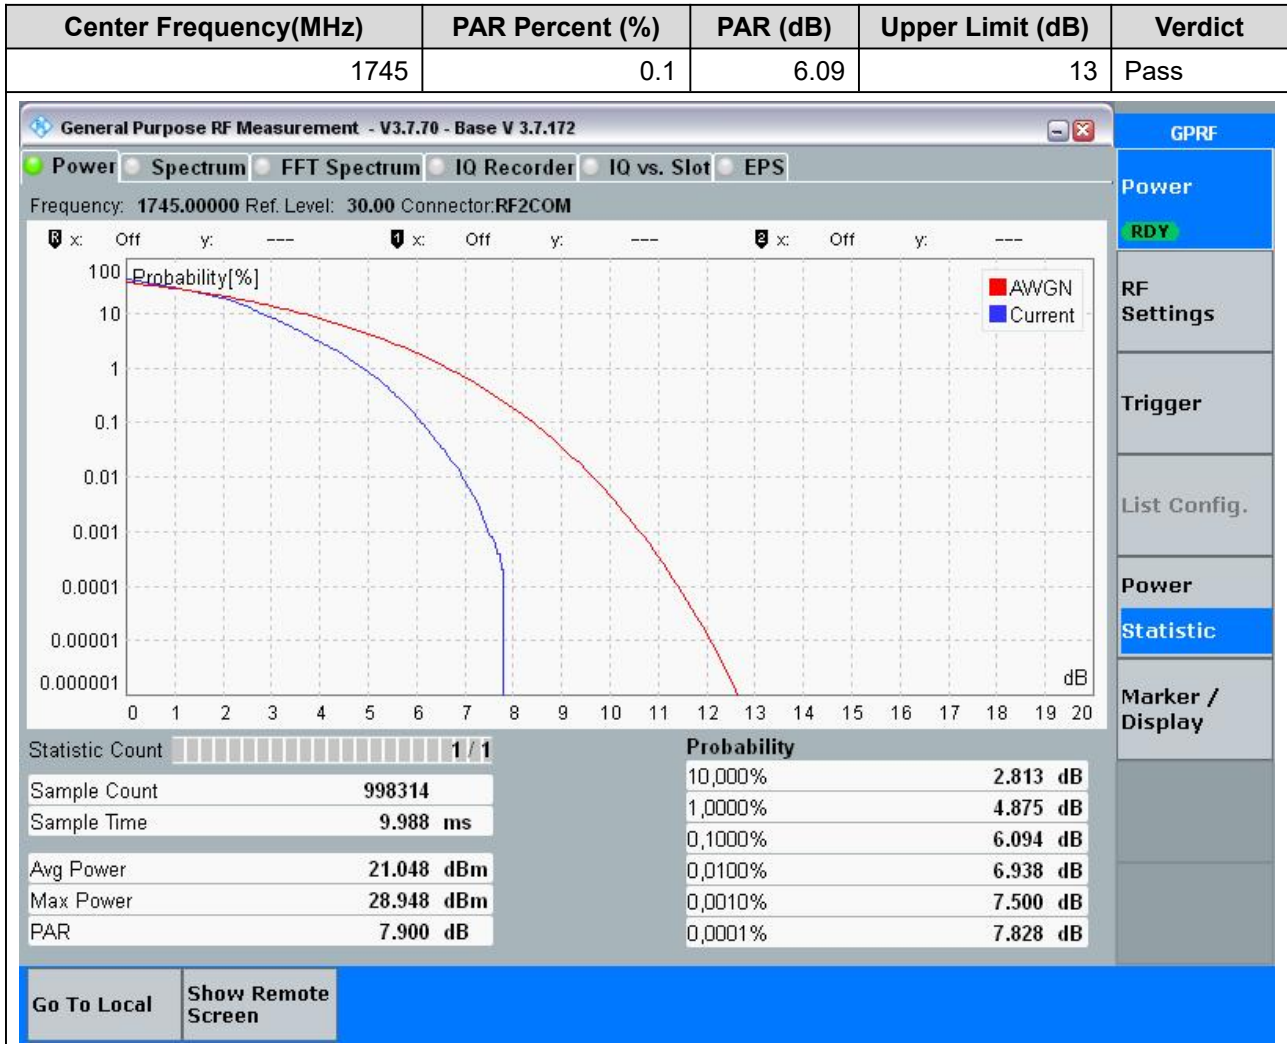 Center Frequency(MHz) PAR Percent (%) PAR (dB) Upper Limit (dB) Verdict
1745 0.1 6.09 13 Pass
General Purpose RF Measurement - V3.7.70 - Base V 3.7.172
GPRF
Power Spectrum FFT Spectrum IQ Recorder IQ vs. Slot EPS
Frequency: 1745.00000 Ref. Level: 30.00 Connector:RF2COM
R x: Off y: --- 1 x: Off y: --- 2 x: Off y: ---
Power
RDY
RF
Settings
Trigger
List Config.
Power
Statistic
Marker /
Display
Probability[%]
AWGN
Current
100
10
1
0.1
0.01
0.001
0.0001
0.00001
0.000001
dB
0 1 2 3 4 5 6 7 8 9 10 11 12 13 14 15 16 17 18 19 20
Statistic Count 1 / 1
Sample Count 998314
Sample Time 9.988 ms
Avg Power 21.048 dBm
Max Power 28.948 dBm
PAR 7.900 dB
Probability
10,000% 2.813 dB
1,0000% 4.875 dB
0,1000% 6.094 dB
0,0100% 6.938 dB
0,0010% 7.500 dB
0,0001% 7.828 dB
Go To Local
Show Remote
Screen